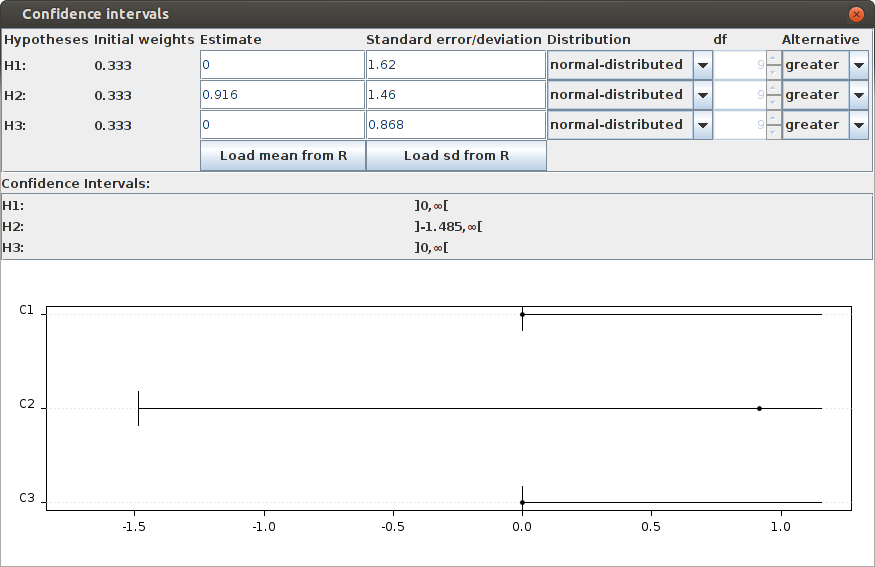 Confidence intervals
Hypotheses Initial weights Estimate Standard error/deviation Distribution df Alternative
H1: 0.333 0 1.62 normal-distributed 9 greater
H2: 0.333 0.916 1.46 normal-distributed 9 greater
H3: 0.333 0 0.868 normal-distributed 9 greater
Load mean from R Load sd from R
Confidence Intervals:
H1: ]0,∞[
H2: ]-1.485,∞[
H3: ]0,∞[
C1
C2
C3
-1.5 -1.0 -0.5 0.0 0.5 1.0